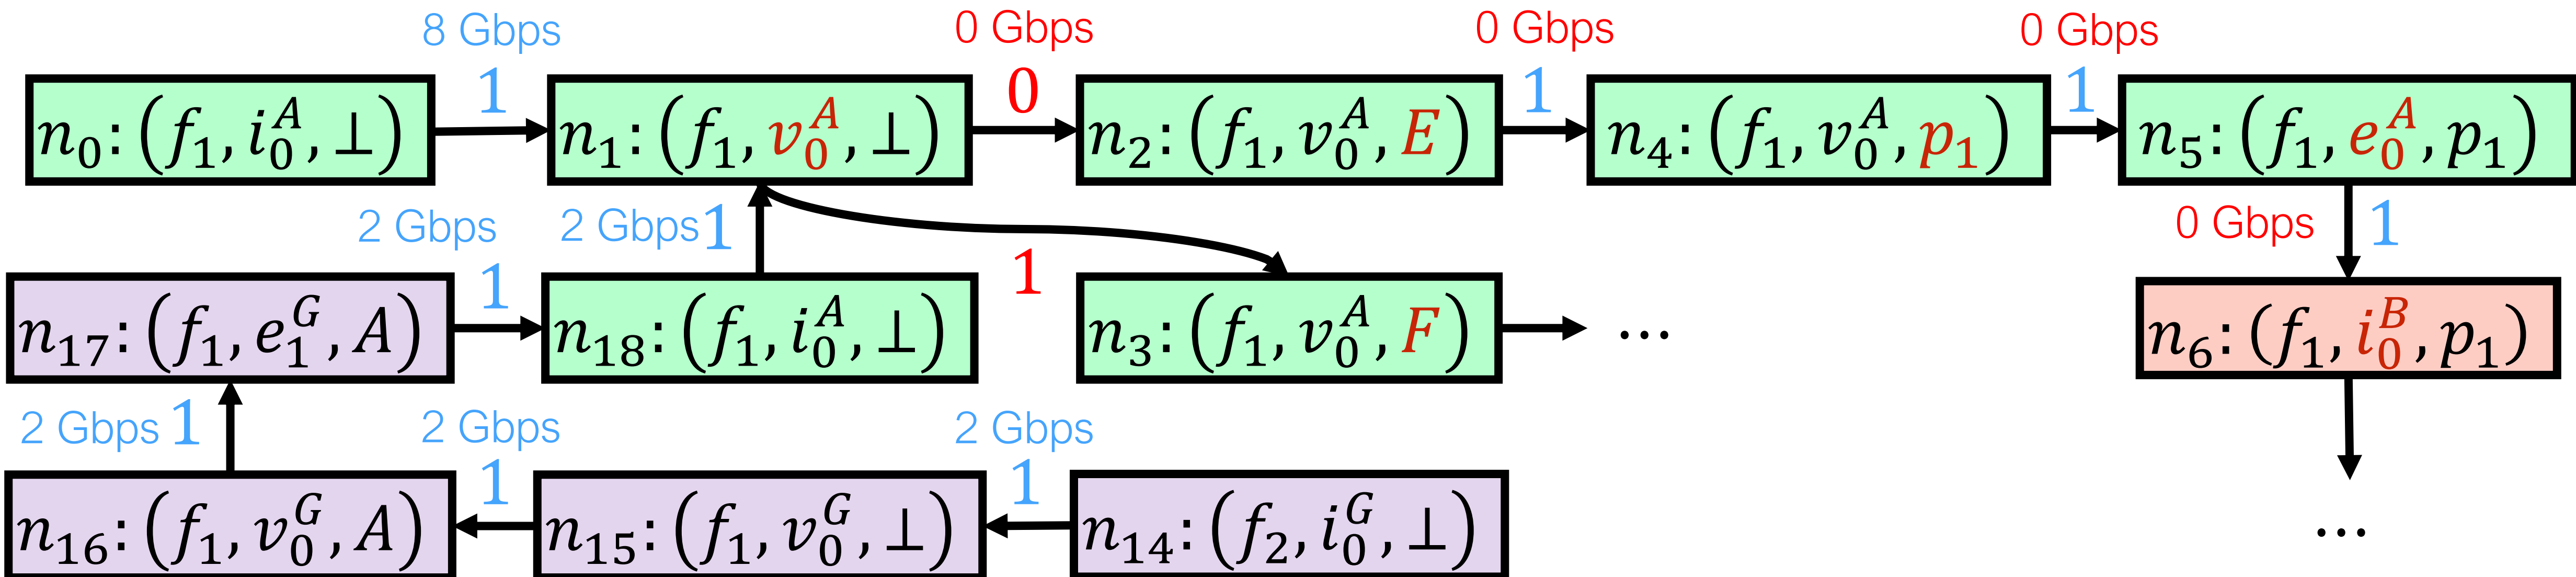 8 Gbps
0 Gbps
0 Gbps
0 Gbps
1
0
1
1
n₀: (f₁, i₀ᴬ, ⊥)
n₁: (f₁, v₀ᴬ, ⊥)
n₂: (f₁, v₀ᴬ, E)
n₄: (f₁, v₀ᴬ, p₁)
n₅: (f₁, e₀ᴬ, p₁)
2 Gbps
2 Gbps 1
0 Gbps 1
1
1
n₁₇: (f₁, e₁ᴳ, A)
n₁₈: (f₁, i₀ᴬ, ⊥)
n₃: (f₁, v₀ᴬ, F)
...
n₆: (f₁, i₀ᴮ, p₁)
2 Gbps 1
2 Gbps
2 Gbps
1
1
n₁₆: (f₁, v₀ᴳ, A)
n₁₅: (f₁, v₀ᴳ, ⊥)
n₁₄: (f₂, i₀ᴳ, ⊥)
...